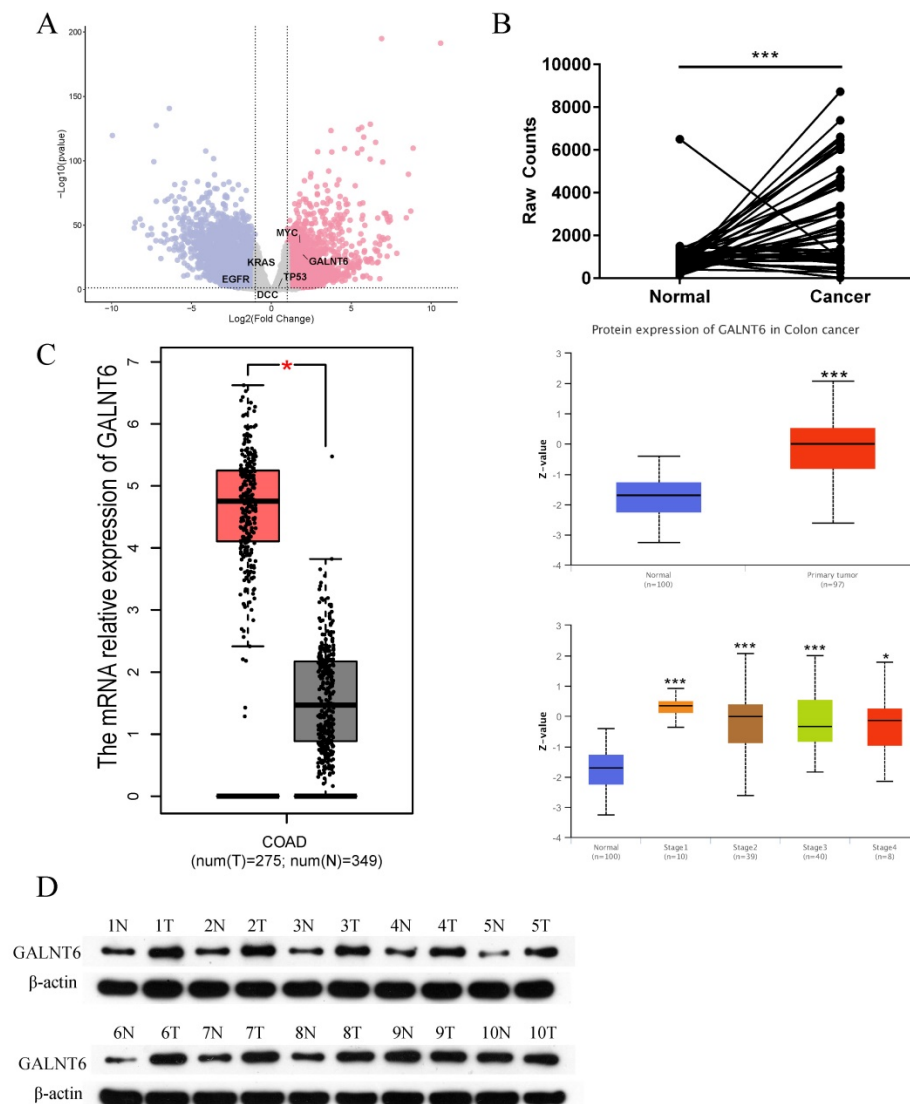 A
200
150
100
50
0
−Log10(pvalue)
MYC
KRAS
GALNT6
EGFR
TP53
DCC
−10
−5
0
5
10
Log2(Fold Change)
B
***
10000
8000
6000
4000
2000
1000
0
Raw Counts
Normal
Cancer
C
The mRNA relative expression of GALNT6
7
6
5
4
3
2
1
0
*
COAD
(num(T)=275; num(N)=349)
Protein expression of GALNT6 in Colon cancer
Z-value
3
2
1
0
-1
-2
-3
-4
***
Normal
(n=100)
Primary tumor
(n=97)
Z-value
3
2
1
0
-1
-2
-3
-4
*** *** *** *
Normal Stage1 Stage2 Stage3 Stage4
(n=100) (n=10) (n=39) (n=40) (n=8)
D
1N 1T 2N 2T 3N 3T 4N 4T 5N 5T
GALNT6
β-actin
6N 6T 7N 7T 8N 8T 9N 9T 10N 10T
GALNT6
β-actin